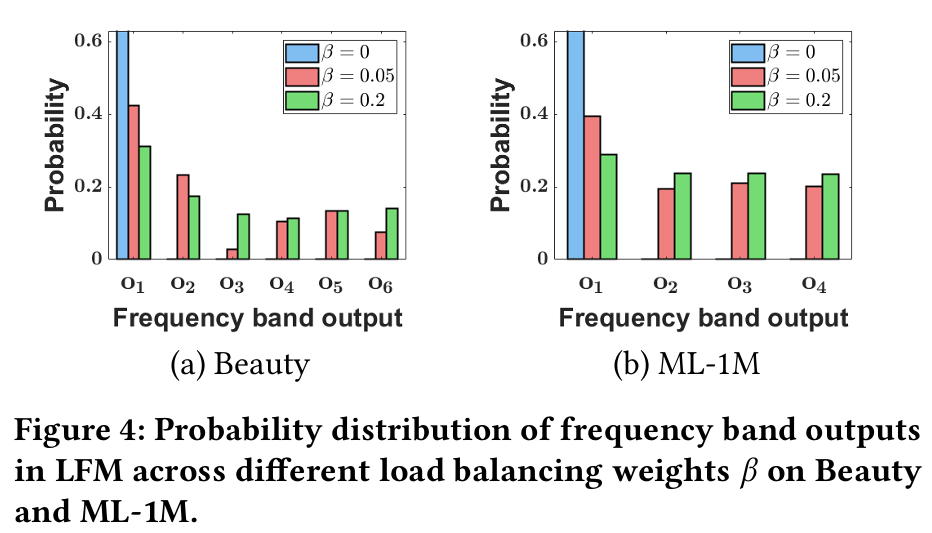 Probability
0.6
0.4
0.2
0
β = 0
β = 0.05
β = 0.2
o₁ o₂ o₃ o₄ o₅ o₆
Frequency band output
(a) Beauty
Probability
0.6
0.4
0.2
0
β = 0
β = 0.05
β = 0.2
o₁ o₂ o₃ o₄
Frequency band output
(b) ML-1M
Figure 4: Probability distribution of frequency band outputs
in LFM across different load balancing weights β on Beauty
and ML-1M.